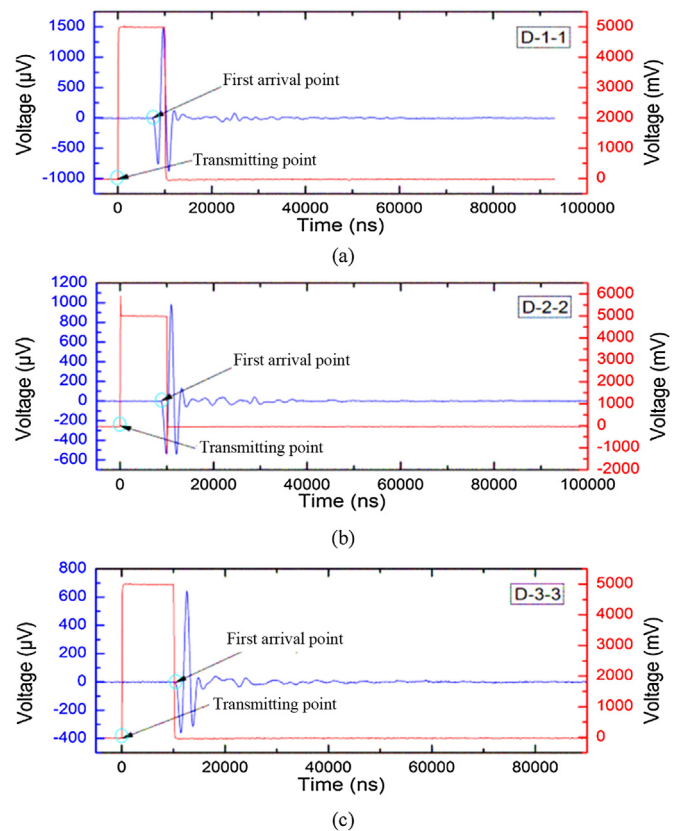 D-1-1
1500
1000
500
0
-500
-1000
Voltage (µV)
5000
4000
3000
2000
1000
0
Voltage (mV)
First arrival point
Transmitting point
0 20000 40000 60000 80000 100000
Time (ns)
(a)
D-2-2
1200
1000
800
600
400
200
0
-200
-400
-600
Voltage (µV)
6000
5000
4000
3000
2000
1000
0
-1000
-2000
Voltage (mV)
First arrival point
Transmitting point
0 20000 40000 60000 80000 100000
Time (ns)
(b)
D-3-3
800
600
400
200
0
-200
-400
Voltage (µV)
5000
4000
3000
2000
1000
0
Voltage (mV)
First arrival point
Transmitting point
0 20000 40000 60000 80000
Time (ns)
(c)